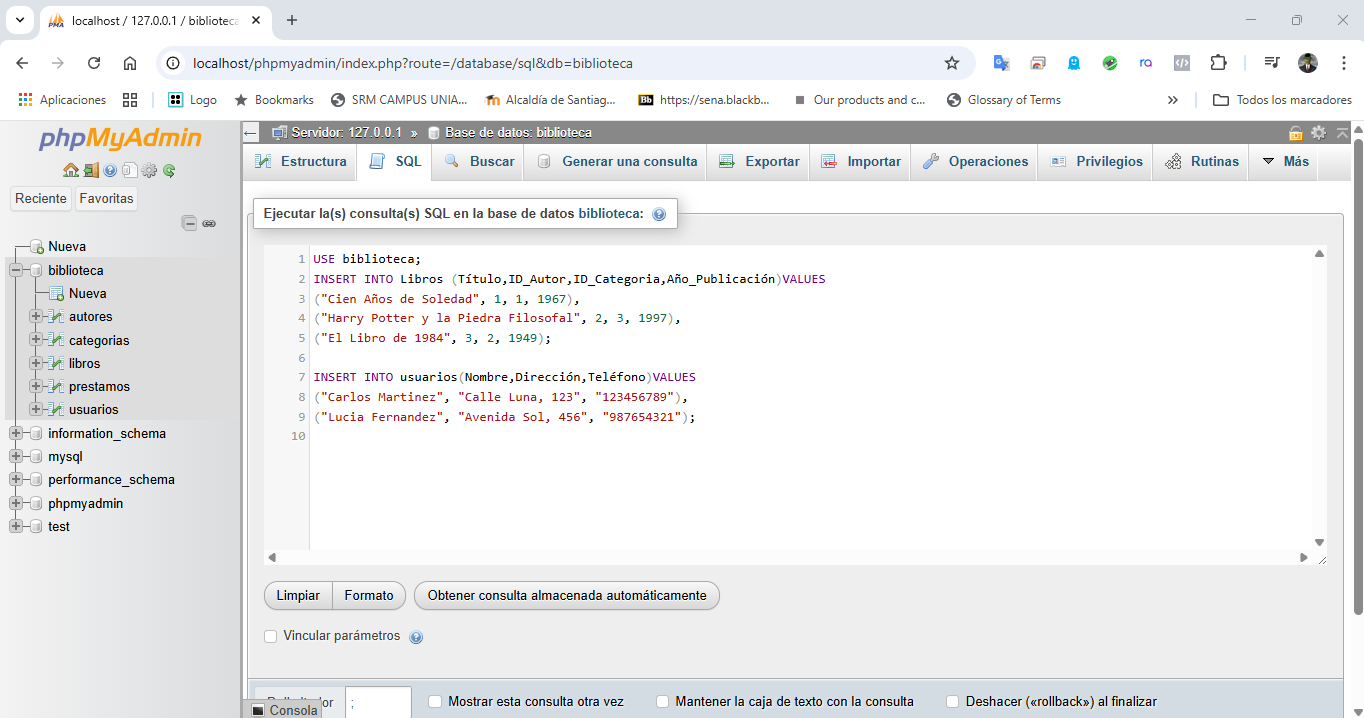 localhost / 127.0.0.1 / biblioteca
localhost/phpmyadmin/index.php?route=/database/sql&db=biblioteca
Aplicaciones
Logo
Bookmarks
SRM CAMPUS UNIA...
Alcaldía de Santiag...
Bb https://sena.blackb...
Our products and c...
Glossary of Terms
»
Todos los marcadores
phpMyAdmin
Reciente
Favoritas
Nueva
biblioteca
Nueva
autores
categorias
libros
prestamos
usuarios
information_schema
mysql
performance_schema
phpmyadmin
test
Servidor: 127.0.0.1 » Base de datos: biblioteca
Estructura
SQL
Buscar
Generar una consulta
Exportar
Importar
Operaciones
Privilegios
Rutinas
Más
Ejecutar la(s) consulta(s) SQL en la base de datos biblioteca:
1 USE biblioteca;
2 INSERT INTO Libros (Título,ID_Autor,ID_Categoria,Año_Publicación)VALUES
3 ("Cien Años de Soledad", 1, 1, 1967),
4 ("Harry Potter y la Piedra Filosofal", 2, 3, 1997),
5 ("El Libro de 1984", 3, 2, 1949);
6
7 INSERT INTO usuarios(Nombre,Dirección,Teléfono)VALUES
8 ("Carlos Martinez", "Calle Luna, 123", "123456789"),
9 ("Lucia Fernandez", "Avenida Sol, 456", "987654321");
10
Limpiar
Formato
Obtener consulta almacenada automáticamente
Vincular parámetros
;
Mostrar esta consulta otra vez
Mantener la caja de texto con la consulta
Deshacer («rollback») al finalizar
Consola